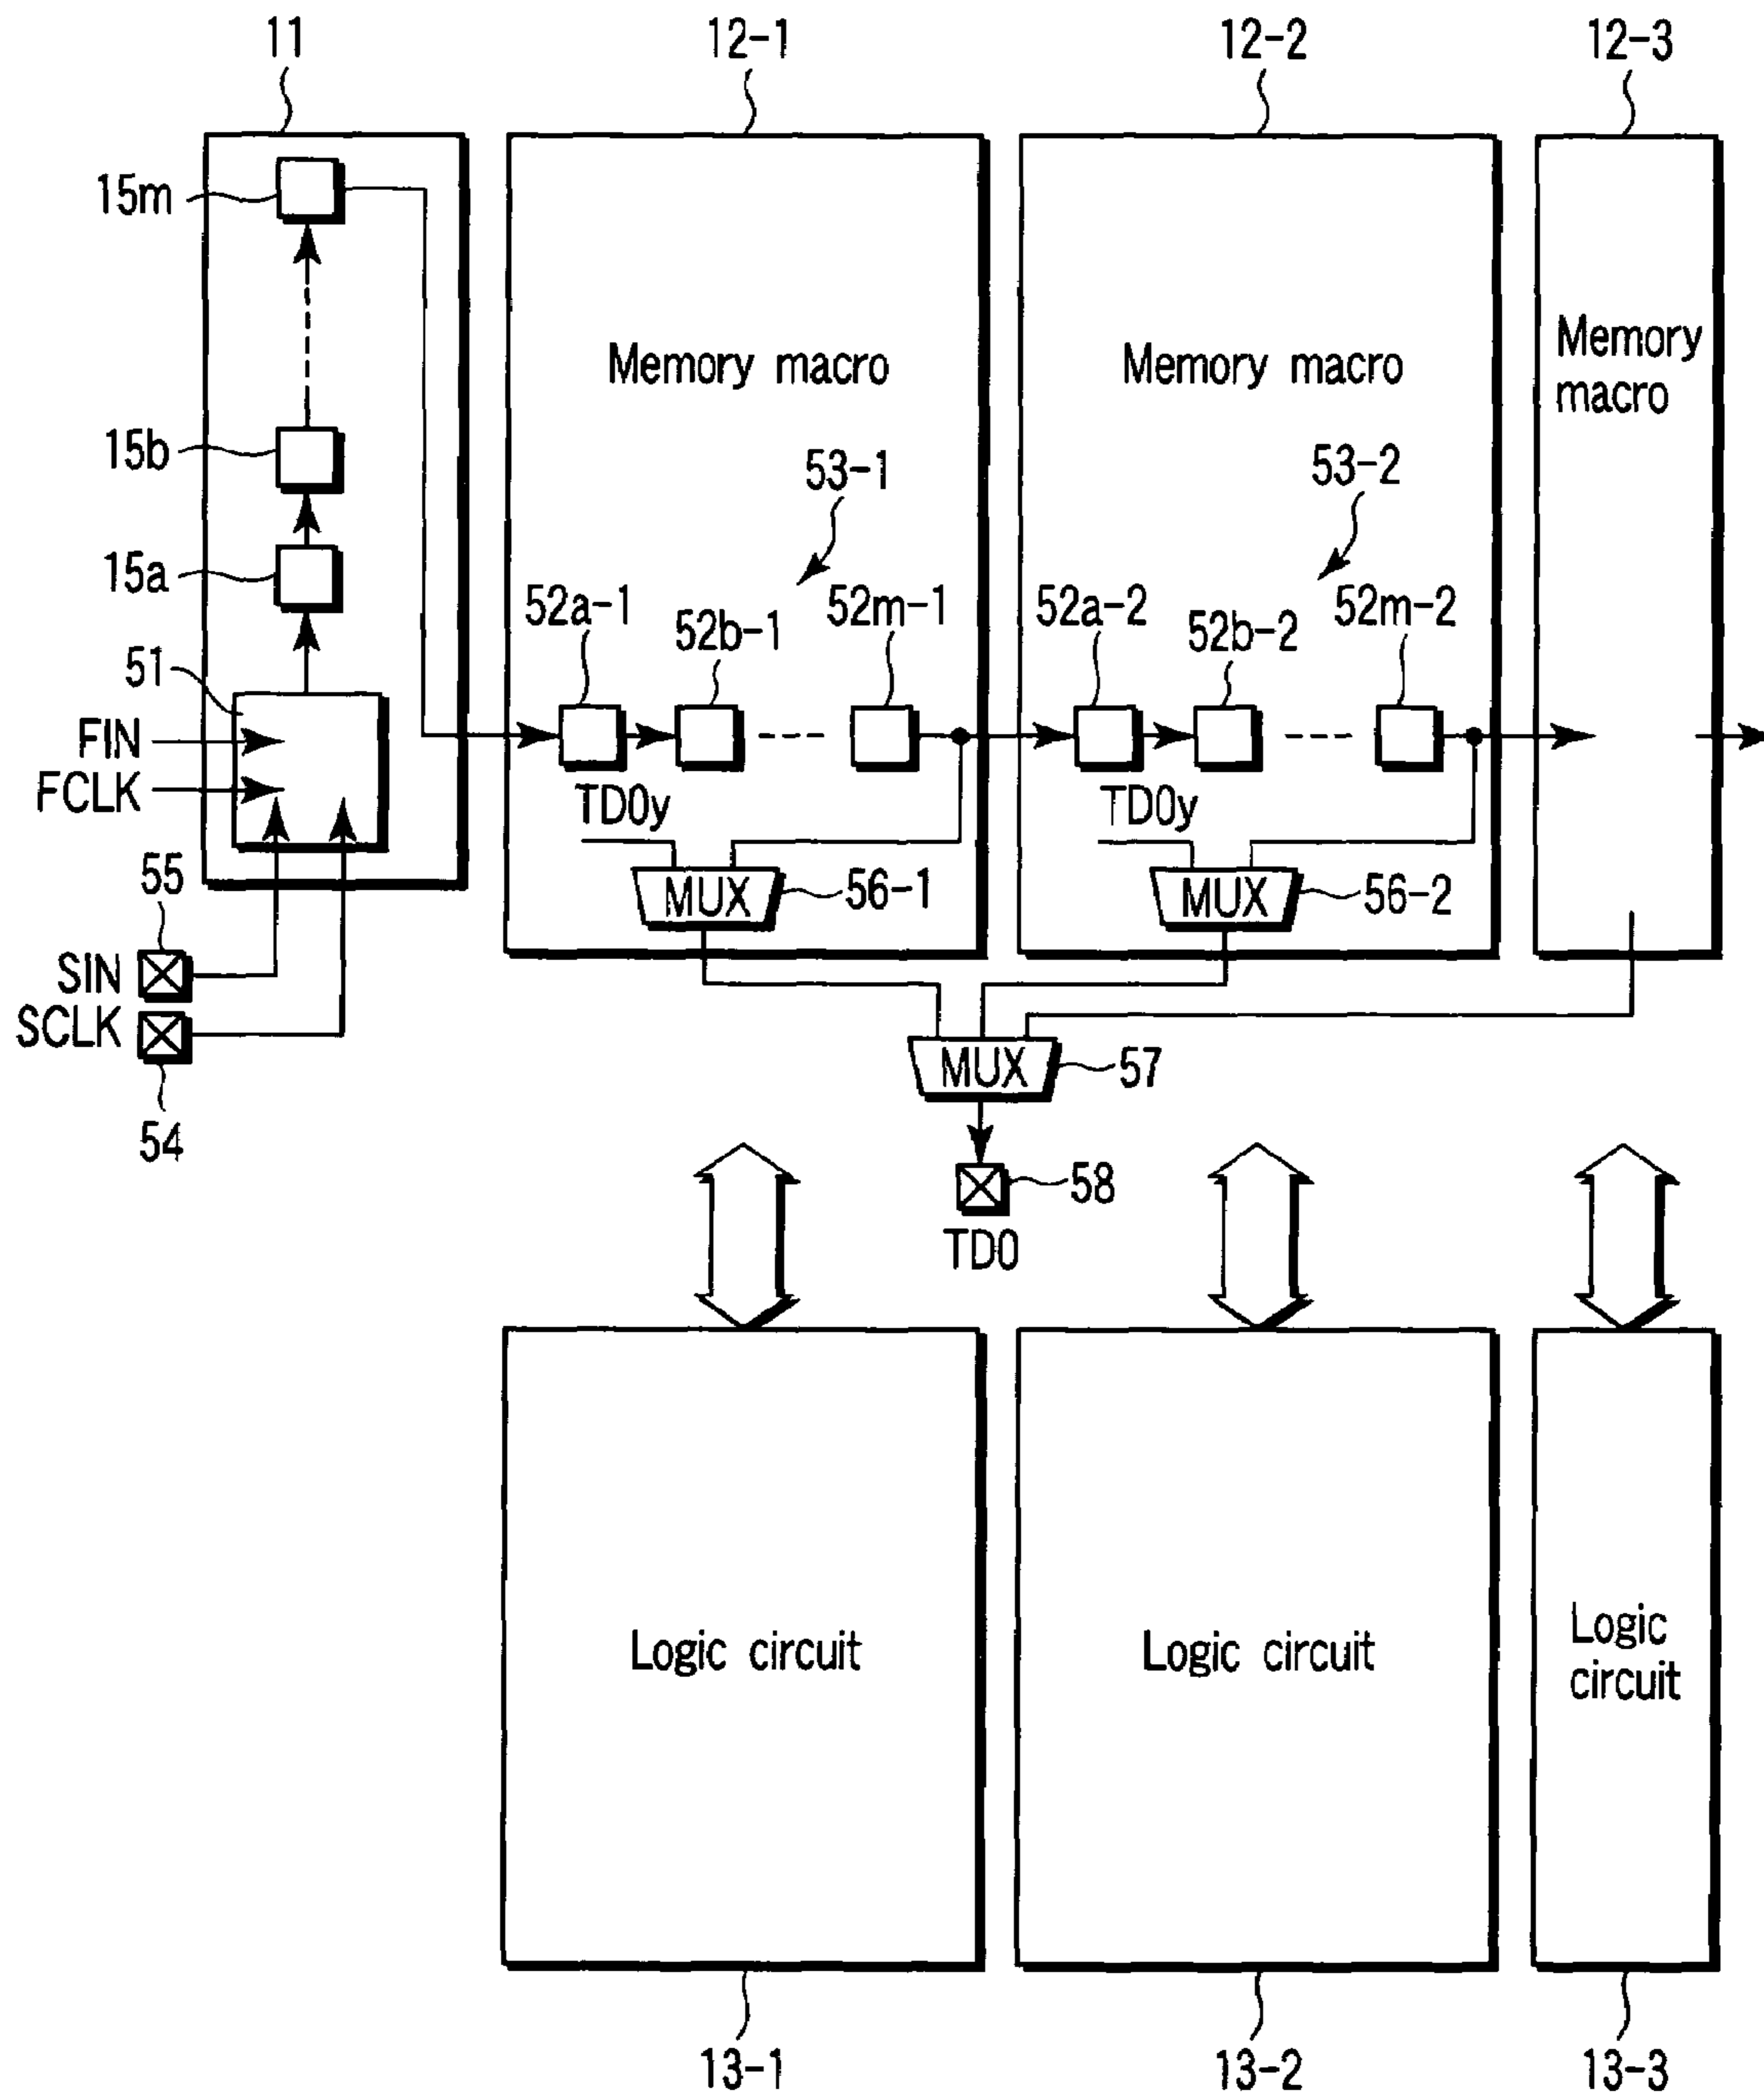 11
12-1
12-2
12-3
15m
Memory macro
Memory macro
Memory
macro
15b
53-1
53-2
15a
52a-1
52b-1
52m-1
52a-2
52b-2
52m-2
51
FIN
FCLK
TD0y
TD0y
55
MUX
56-1
MUX
56-2
SIN
SCLK
MUX
57
54
58
TD0
Logic circuit
Logic circuit
Logic
circuit
13-1
13-2
13-3